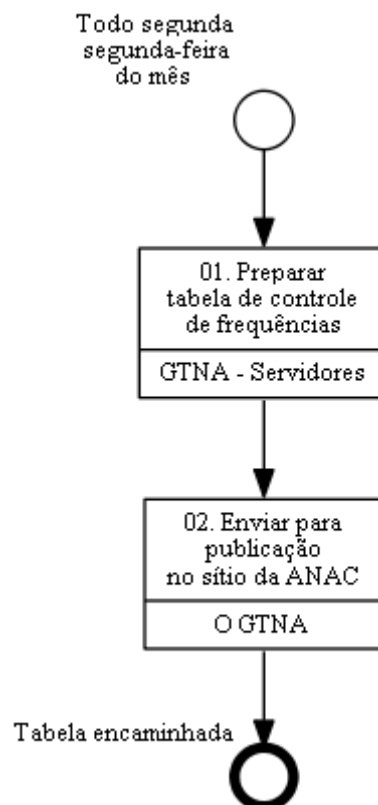 Todo segunda
segunda-feira
do mês
01. Preparar
tabela de controle
de frequências
GTNA - Servidores
02. Enviar para
publicação
no sítio da ANAC
O GTNA
Tabela encaminhada